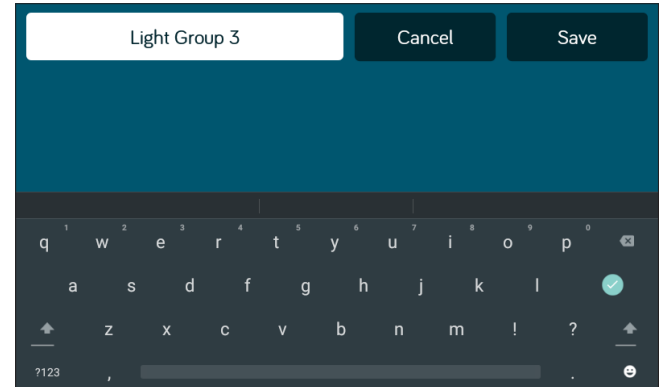 Light Group 3 Cancel Save
1 2 3 4 5 6 7 8 9 0
q w e r t y u i o p
a s d f g h j k l
z x c v b n m ! ?
?123 , .